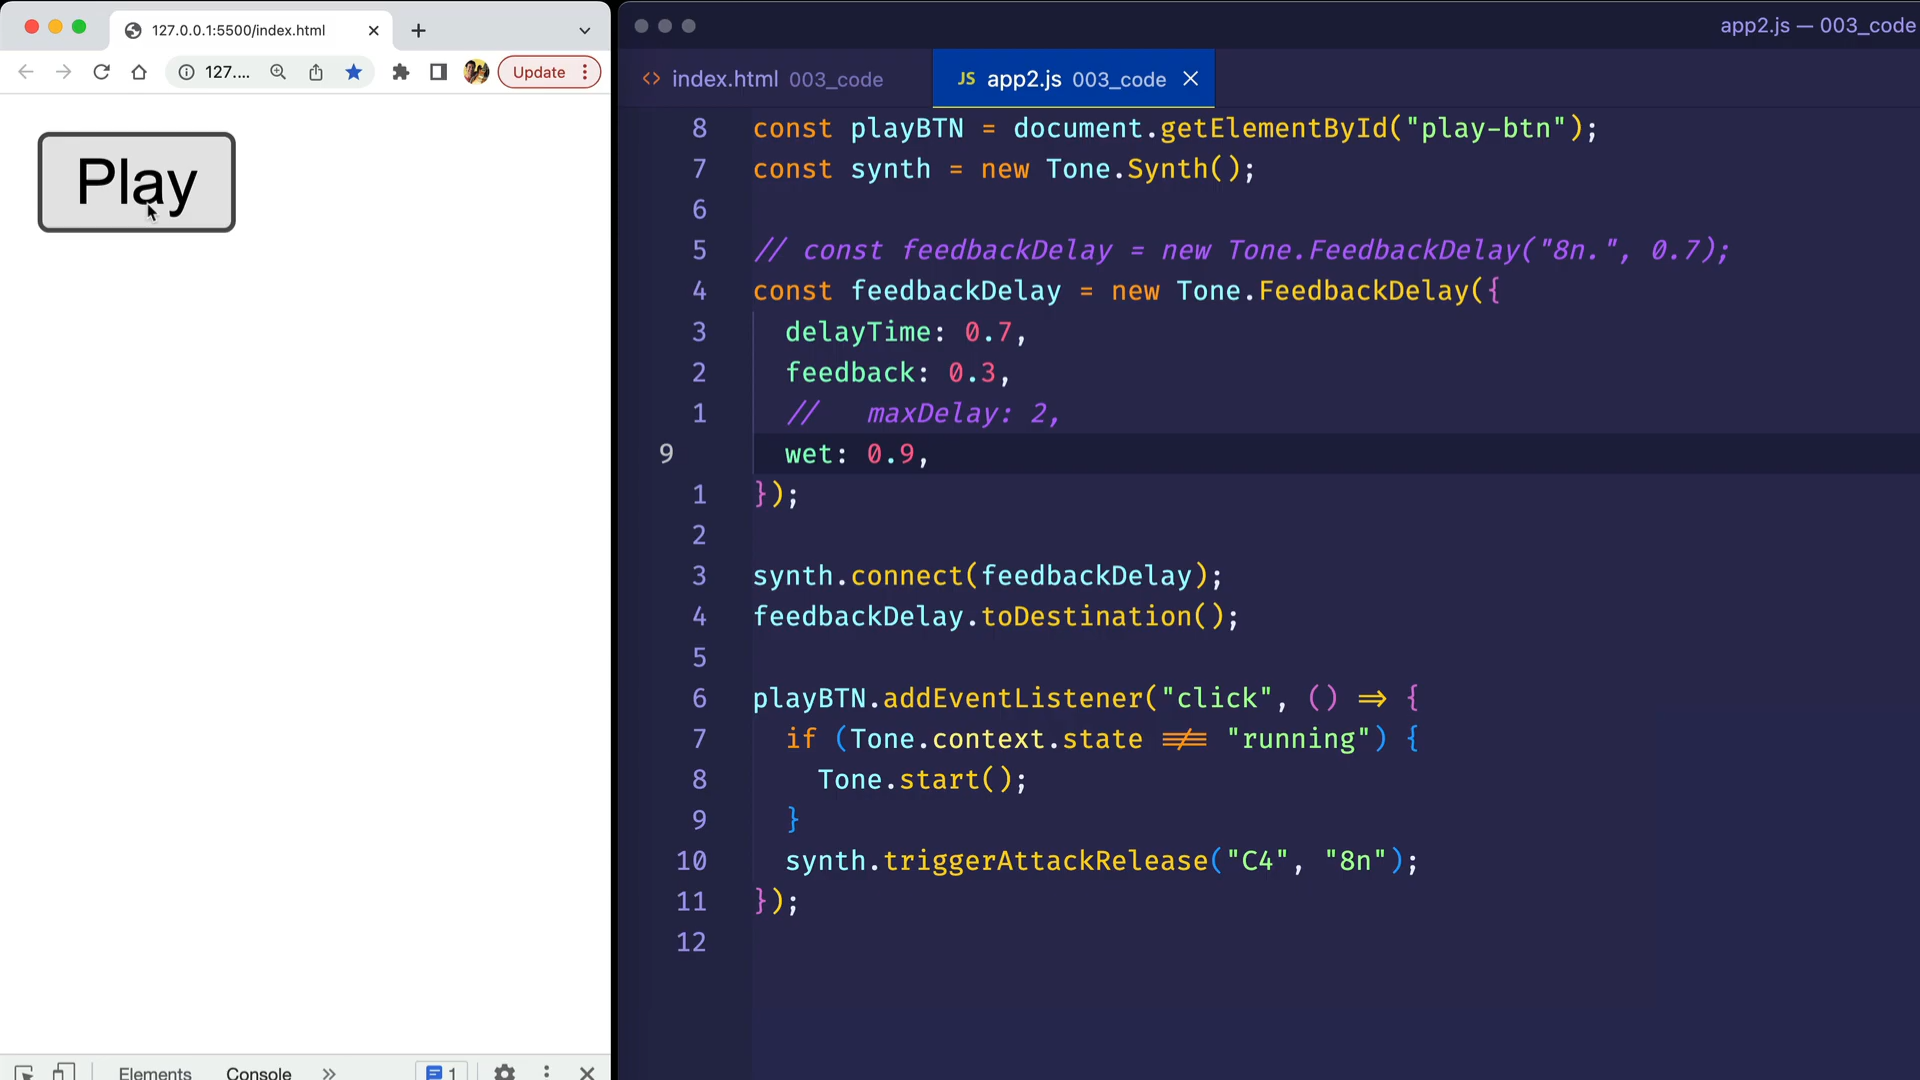 127.0.0.1:5500/index.html
127....
Update
Play
Elements Console
1
app2.js — 003_code
index.html 003_code
JS app2.js 003_code
8 const playBTN = document.getElementById("play-btn");
7 const synth = new Tone.Synth();
6
5 // const feedbackDelay = new Tone.FeedbackDelay("8n.", 0.7);
4 const feedbackDelay = new Tone.FeedbackDelay({
3 delayTime: 0.7,
2 feedback: 0.3,
1 // maxDelay: 2,
9 wet: 0.9,
1 });
2
3 synth.connect(feedbackDelay);
4 feedbackDelay.toDestination();
5
6 playBTN.addEventListener("click", () => {
7 if (Tone.context.state !== "running") {
8 Tone.start();
9 }
10 synth.triggerAttackRelease("C4", "8n");
11 });
12